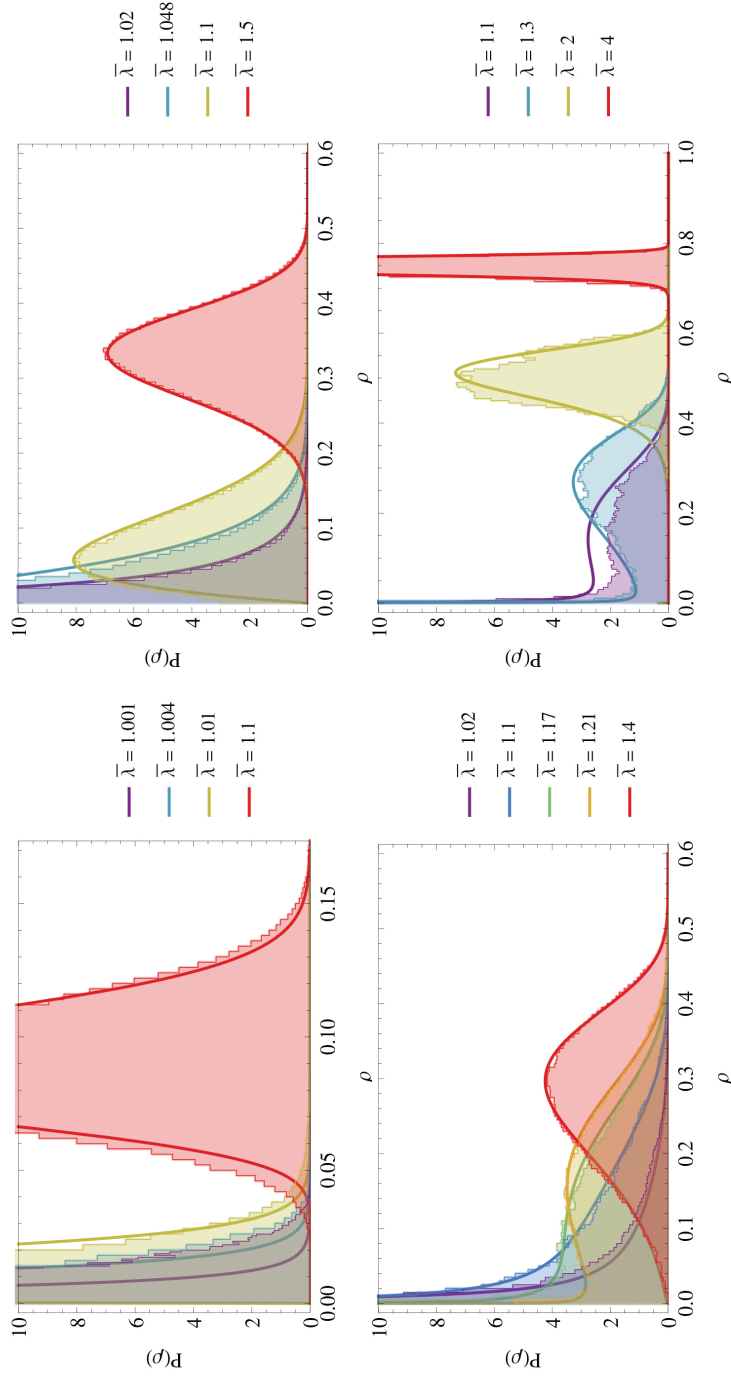 10
8
6
4
2
0
P(ρ)
0.00
0.05
0.10
0.15
ρ
λ̄ = 1.001
λ̄ = 1.004
λ̄ = 1.01
λ̄ = 1.1
10
8
6
4
2
0
P(ρ)
0.0
0.1
0.2
0.3
0.4
0.5
0.6
ρ
λ̄ = 1.02
λ̄ = 1.048
λ̄ = 1.1
λ̄ = 1.5
10
8
6
4
2
0
P(ρ)
0.0
0.1
0.2
0.3
0.4
0.5
0.6
ρ
λ̄ = 1.02
λ̄ = 1.1
λ̄ = 1.17
λ̄ = 1.21
λ̄ = 1.4
10
8
6
4
2
0
P(ρ)
0.0
0.2
0.4
0.6
0.8
1.0
ρ
λ̄ = 1.1
λ̄ = 1.3
λ̄ = 2
λ̄ = 4